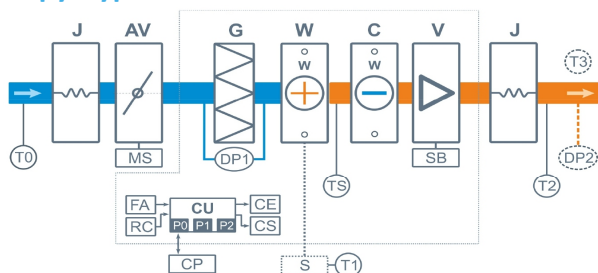 J AV G W C V J
W W T3
T0 MS DP1 TS SB T2 DP2
FA CU CE
RC P0 P1 P2 CS
CP S T1